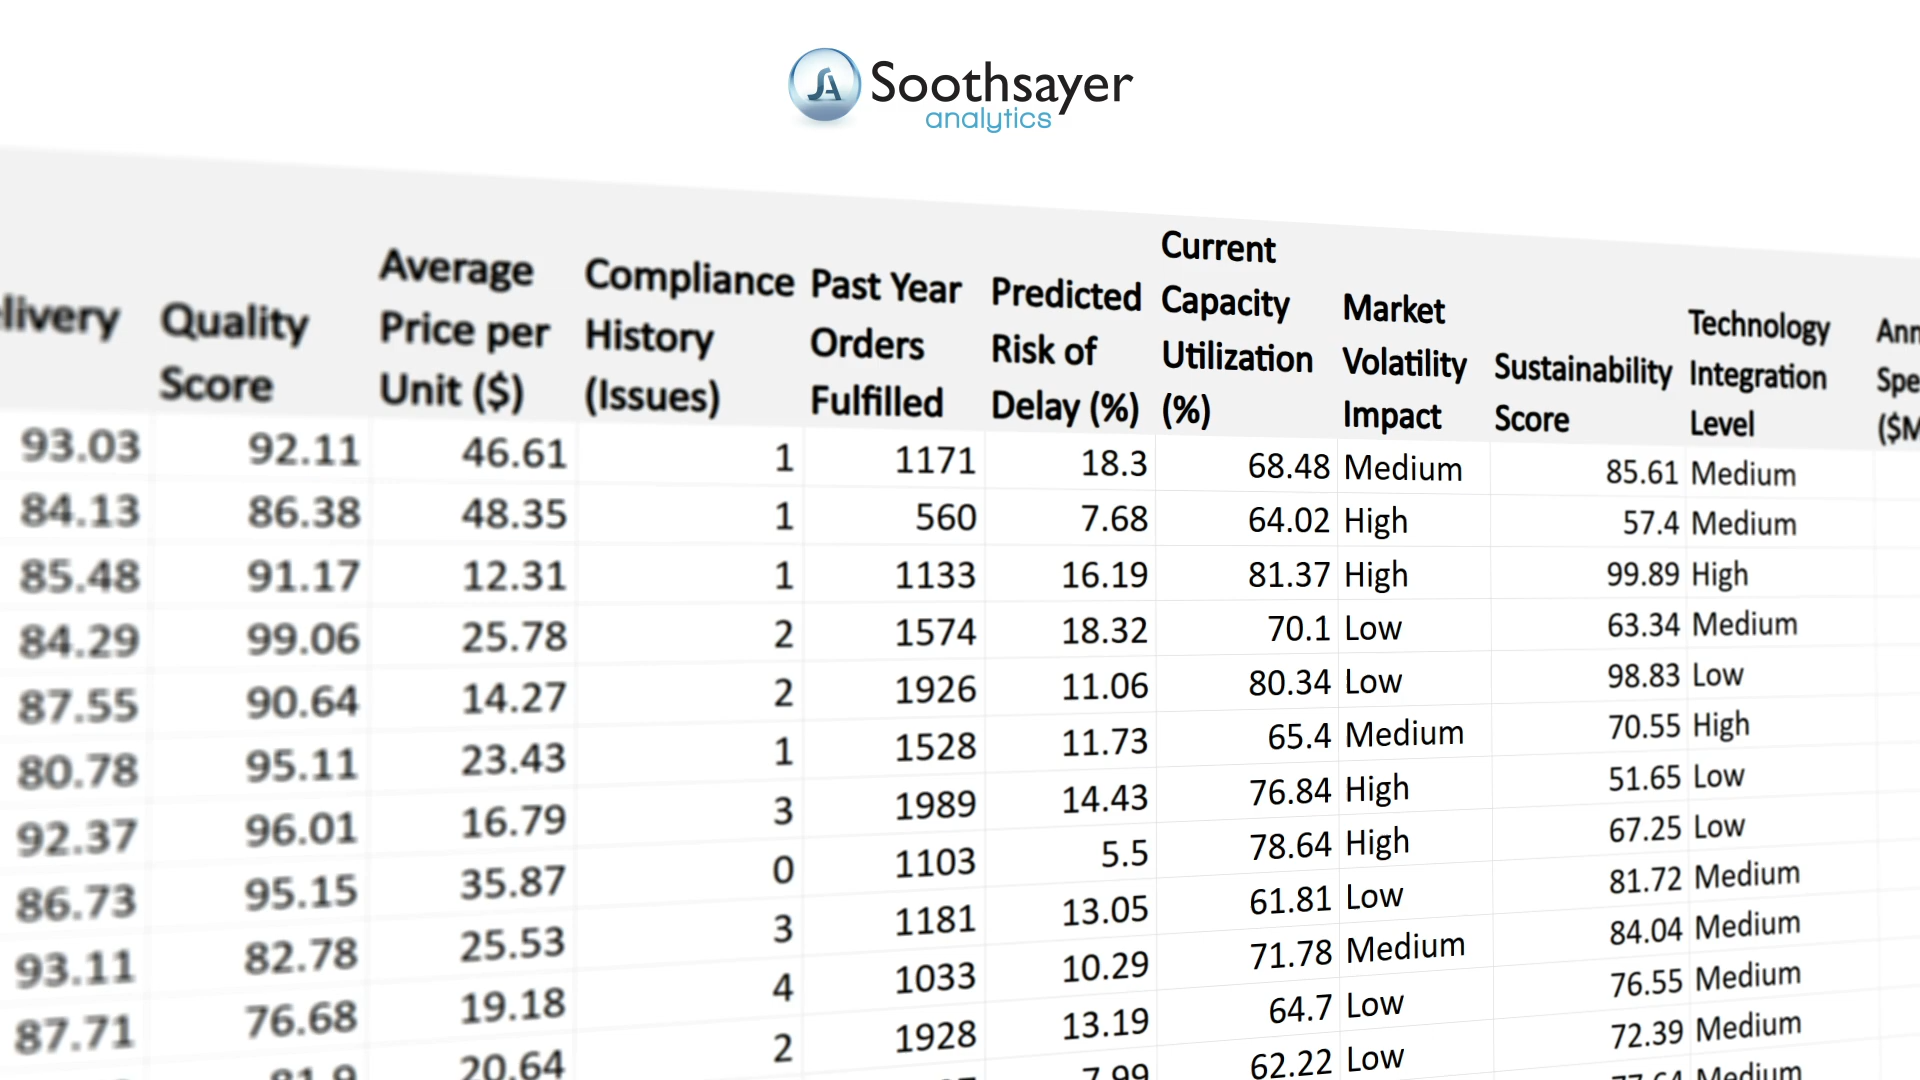 Soothsayer
analytics
livery Quality Score Average Price per Unit ($) Compliance History (Issues) Past Year Orders Fulfilled Predicted Risk of Delay (%) Current Capacity Utilization (%) Market Volatility Impact Sustainability Score Technology Integration Level Ann Spe ($M
93.03 92.11 46.61 1 1171 18.3 68.48 Medium 85.61 Medium
84.13 86.38 48.35 1 560 7.68 64.02 High 57.4 Medium
85.48 91.17 12.31 1 1133 16.19 81.37 High 99.89 High
84.29 99.06 25.78 2 1574 18.32 70.1 Low 63.34 Medium
87.55 90.64 14.27 2 1926 11.06 80.34 Low 98.83 Low
80.78 95.11 23.43 1 1528 11.73 65.4 Medium 70.55 High
92.37 96.01 16.79 3 1989 14.43 76.84 High 51.65 Low
86.73 95.15 35.87 0 1103 5.5 78.64 High 67.25 Low
93.11 82.78 25.53 3 1181 13.05 61.81 Low 81.72 Medium
87.71 76.68 19.18 4 1033 10.29 71.78 Medium 84.04 Medium
81.9 20.64 2 1928 13.19 64.7 Low 76.55 Medium
7.99 62.22 Low 72.39 Medium
77.64 Medium